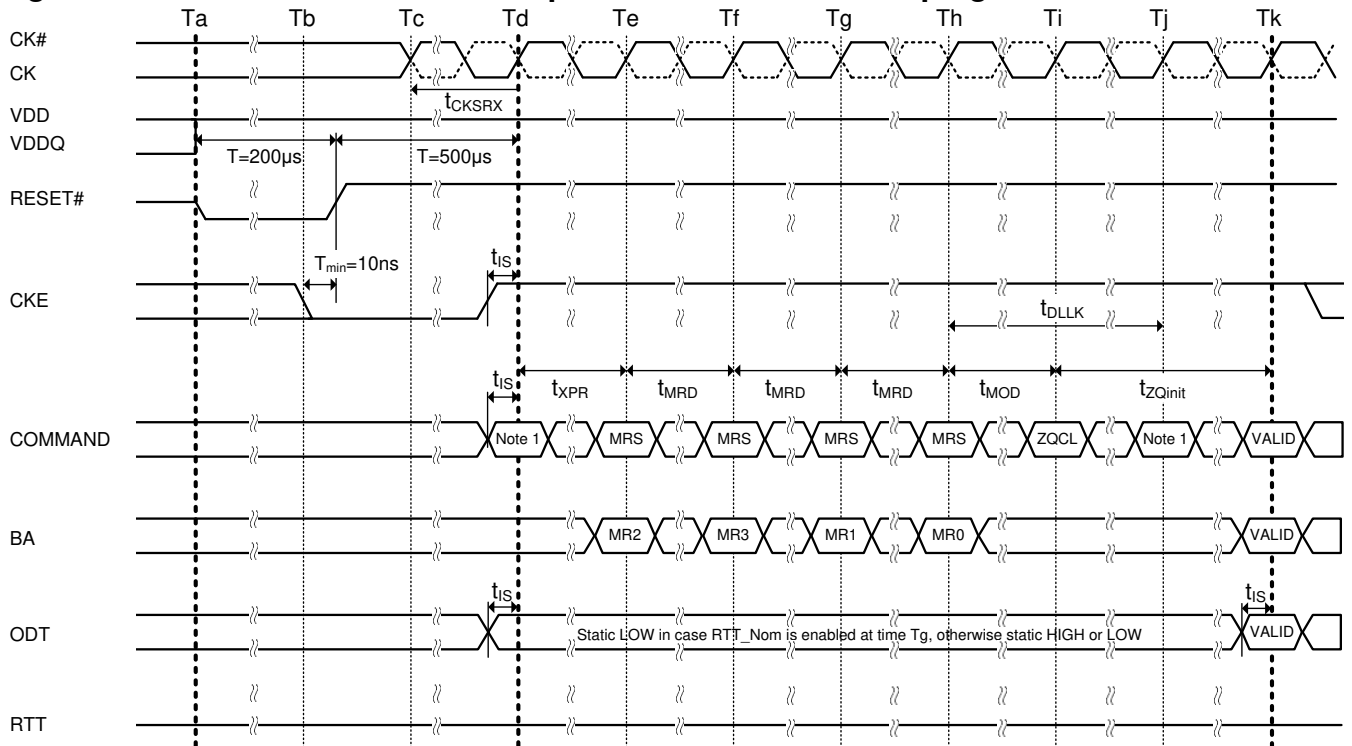 Ta Tb Tc Td Te Tf Tg Th Ti Tj Tk
CK#
CK
tCKSRX
VDD
VDDQ
T=200µs T=500µs
RESET#
Tmin=10ns
tIS
CKE
tDLLK
tIS tXPR tMRD tMRD tMRD tMOD tZQinit
COMMAND Note 1 MRS MRS MRS MRS ZQCL Note 1 VALID
BA MR2 MR3 MR1 MR0 VALID
tIS tIS
ODT Static LOW in case RTT_Nom is enabled at time Tg, otherwise static HIGH or LOW VALID
RTT